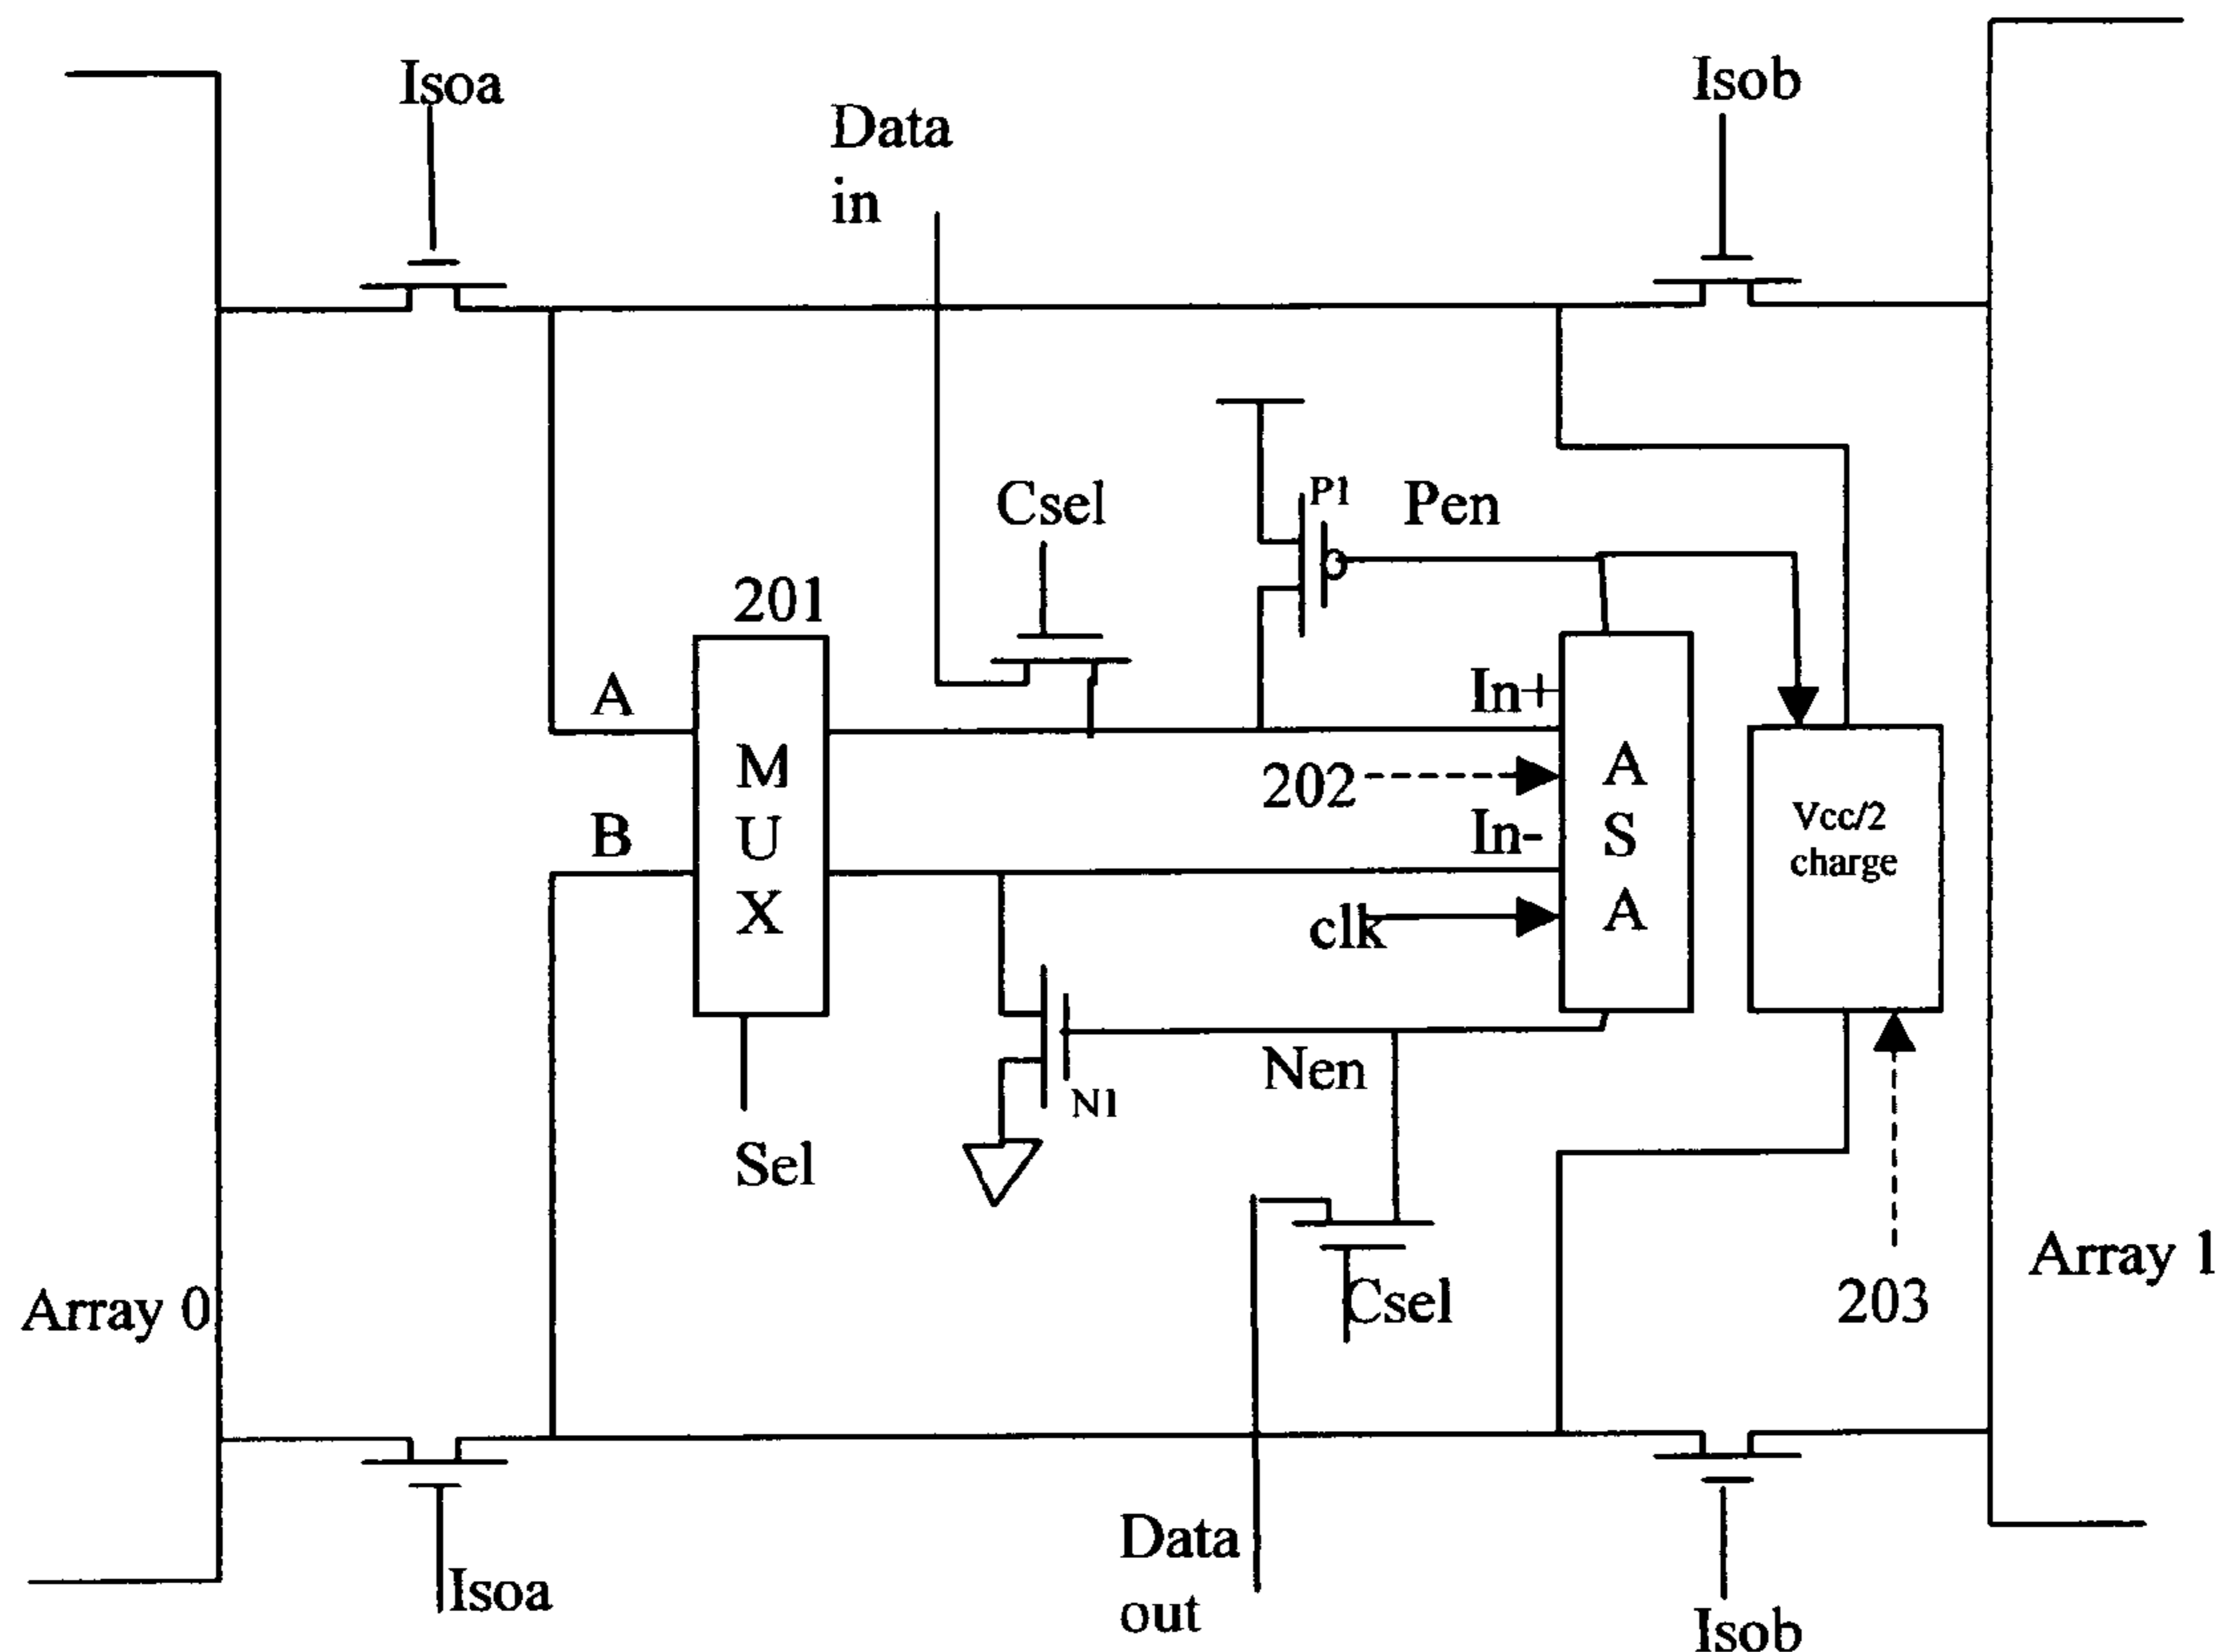 Isoa
Isob
Data
in
Csel
P1
Pen
201
A
In+
M
U
X
202
A
S
A
Vcc/2
charge
B
In-
clk
Nen
N1
Sel
Csel
Array 0
Array 1
203
Data
out
Isoa
Isob